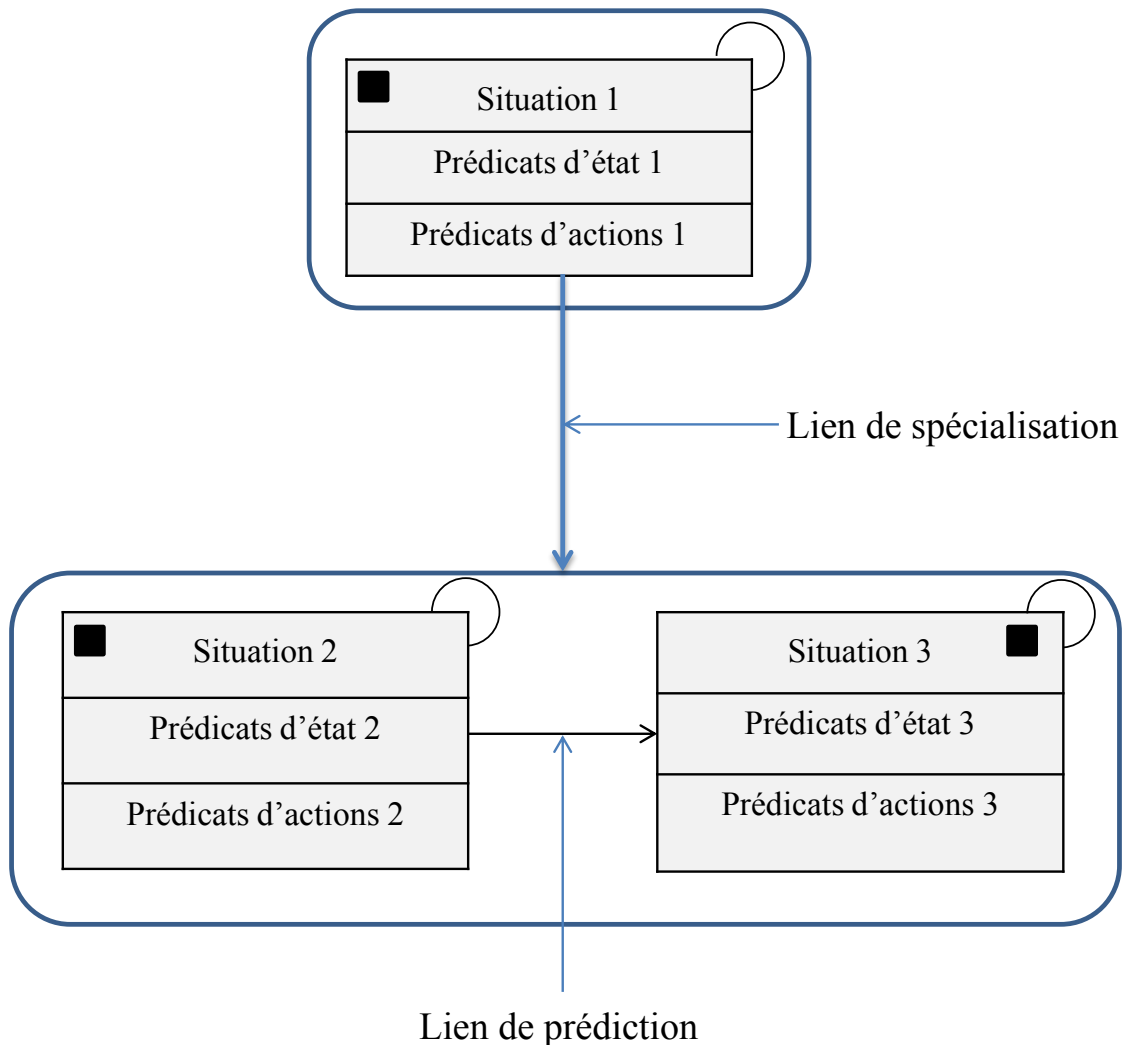 Situation 1
Prédicats d’état 1
Prédicats d’actions 1
Lien de spécialisation
Situation 2
Prédicats d’état 2
Prédicats d’actions 2
Situation 3
Prédicats d’état 3
Prédicats d’actions 3
Lien de prédiction